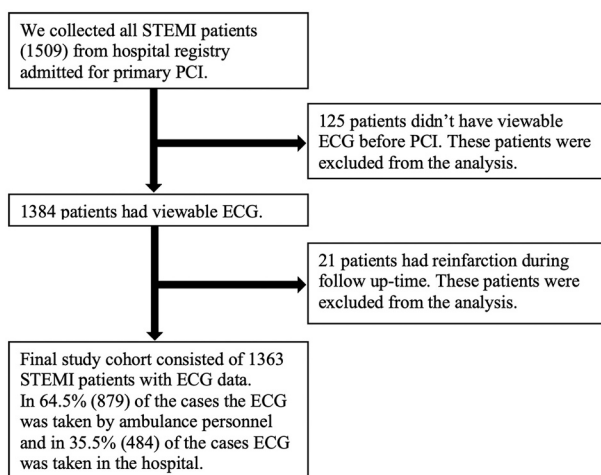 We collected all STEMI patients
(1509) from hospital registry
admitted for primary PCI.
125 patients didn’t have viewable
ECG before PCI. These patients were
excluded from the analysis.
1384 patients had viewable ECG.
21 patients had reinfarction during
follow up-time. These patients were
excluded from the analysis.
Final study cohort consisted of 1363
STEMI patients with ECG data.
In 64.5% (879) of the cases the ECG
was taken by ambulance personnel
and in 35.5% (484) of the cases ECG
was taken in the hospital.